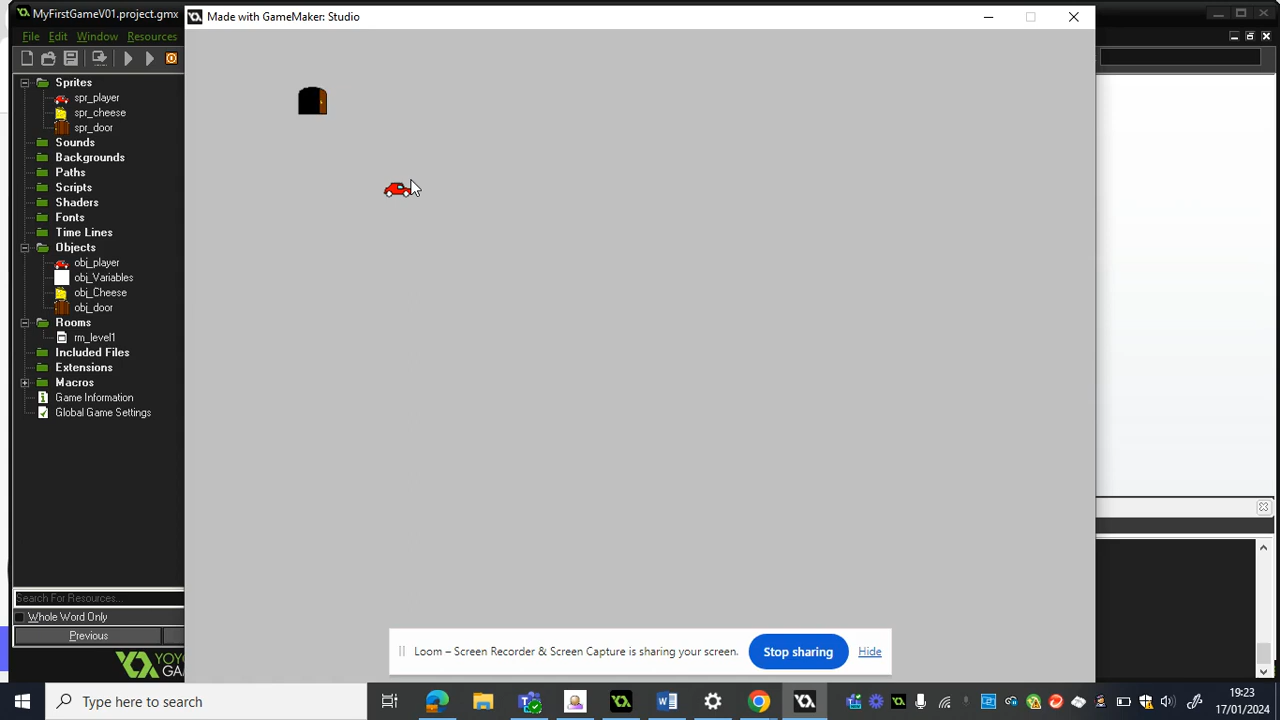 MyFirstGameV01.project.gmx
Made with GameMaker: Studio
File Edit Window Resources
Sprites
spr_player
spr_cheese
spr_door
Sounds
Backgrounds
Paths
Scripts
Shaders
Fonts
Time Lines
Objects
obj_player
obj_Variables
obj_Cheese
obj_door
Rooms
rm_level1
Included Files
Extensions
Macros
Game Information
Global Game Settings
Search For Resources...
Whole Word Only
Previous
Loom – Screen Recorder & Screen Capture is sharing your screen.
Stop sharing
Hide
Type here to search
19:23
17/01/2024